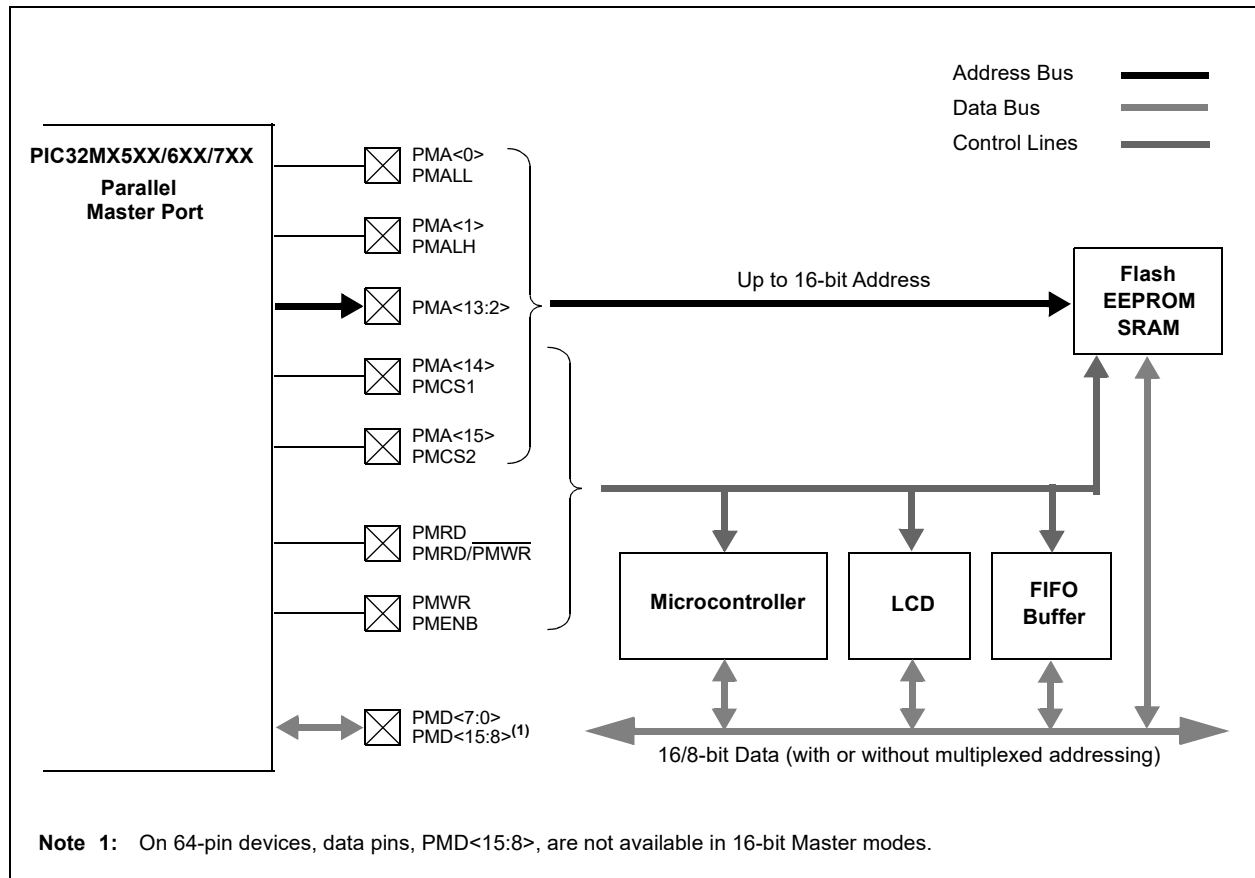 Address Bus
Data Bus
Control Lines
PIC32MX5XX/6XX/7XX
Parallel
Master Port
PMA<0>
PMALL
PMA<1>
PMALH
PMA<13:2>
PMA<14>
PMCS1
PMA<15>
PMCS2
PMRD
PMRD/PMWR
PMWR
PMENB
PMD<7:0>
PMD<15:8>(1)
Up to 16-bit Address
Flash
EEPROM
SRAM
Microcontroller
LCD
FIFO
Buffer
16/8-bit Data (with or without multiplexed addressing)
Note 1: On 64-pin devices, data pins, PMD<15:8>, are not available in 16-bit Master modes.